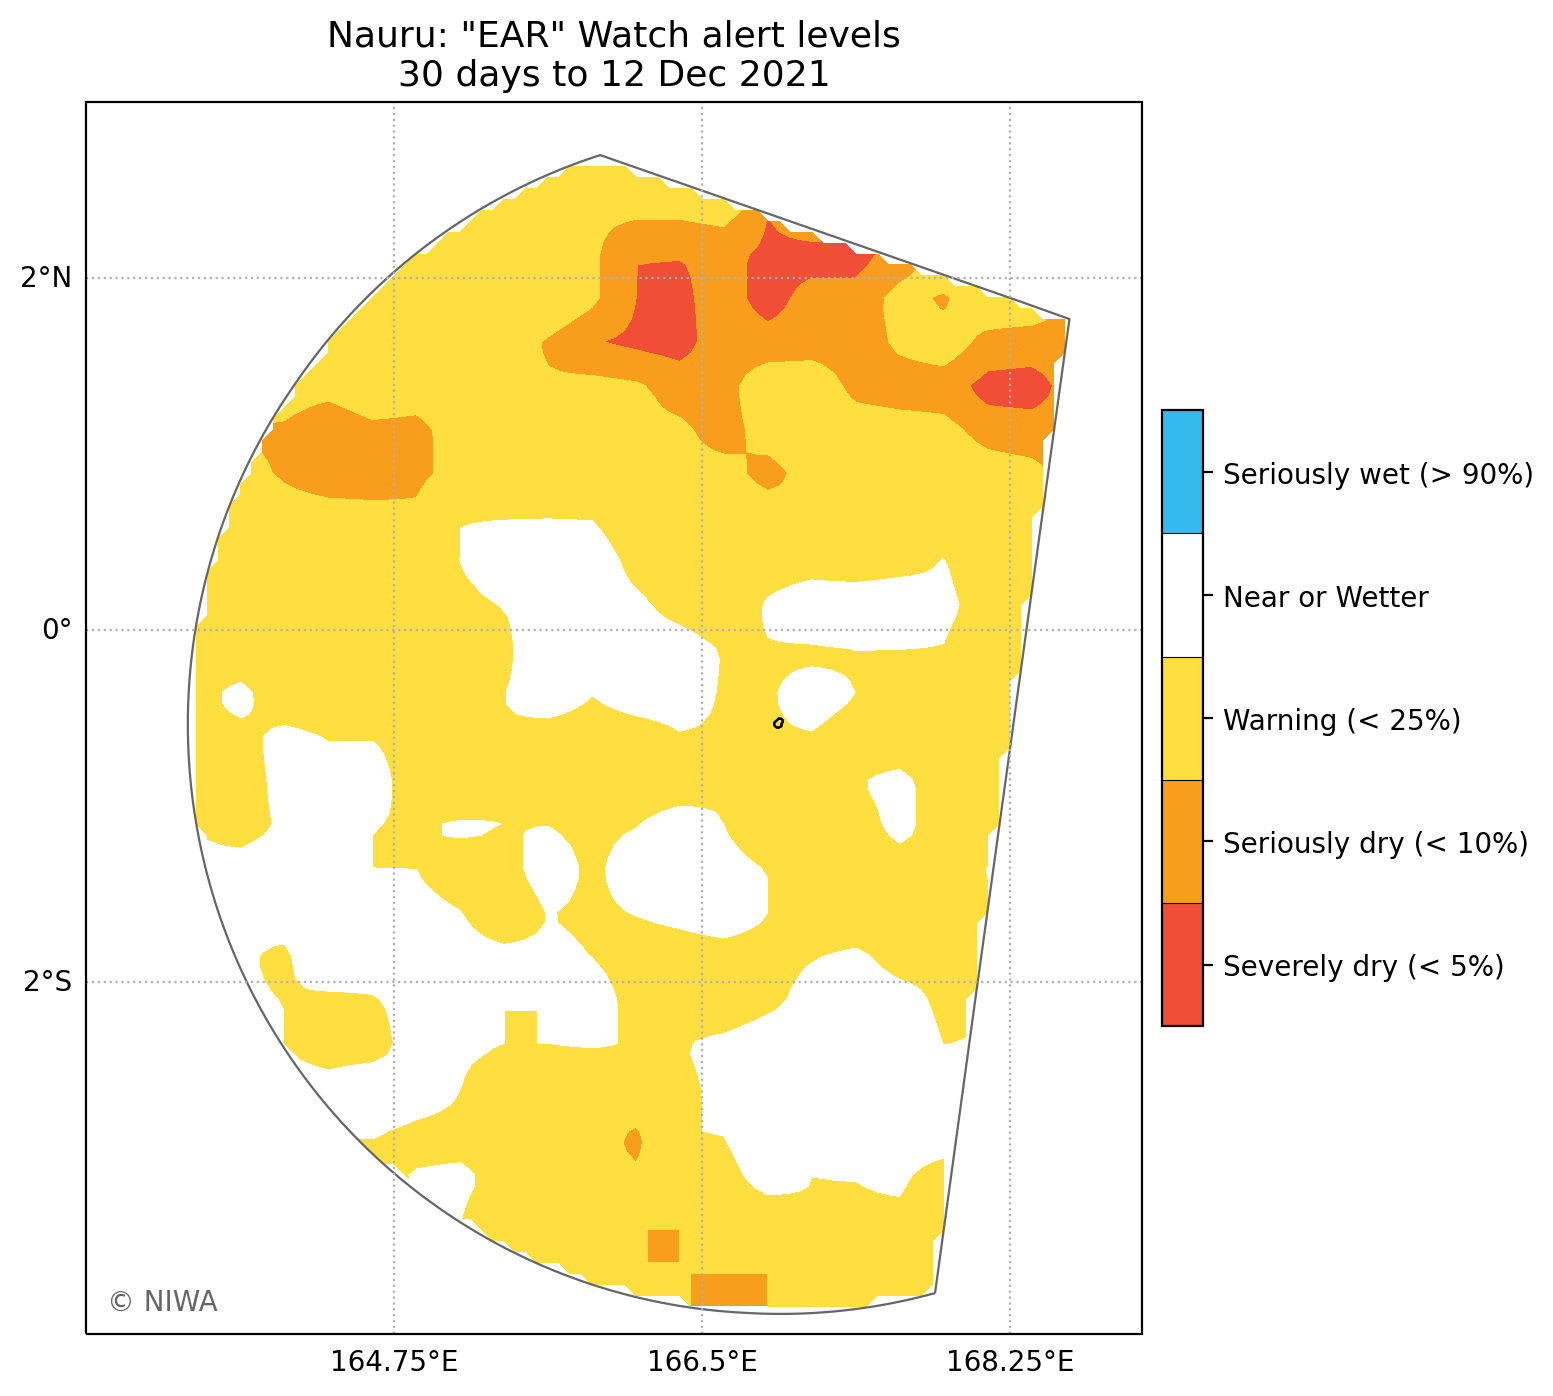 Nauru: "EAR" Watch alert levels
30 days to 12 Dec 2021
2°N
0°
2°S
164.75°E
166.5°E
168.25°E
Seriously wet (> 90%)
Near or Wetter
Warning (< 25%)
Seriously dry (< 10%)
Severely dry (< 5%)
© NIWA